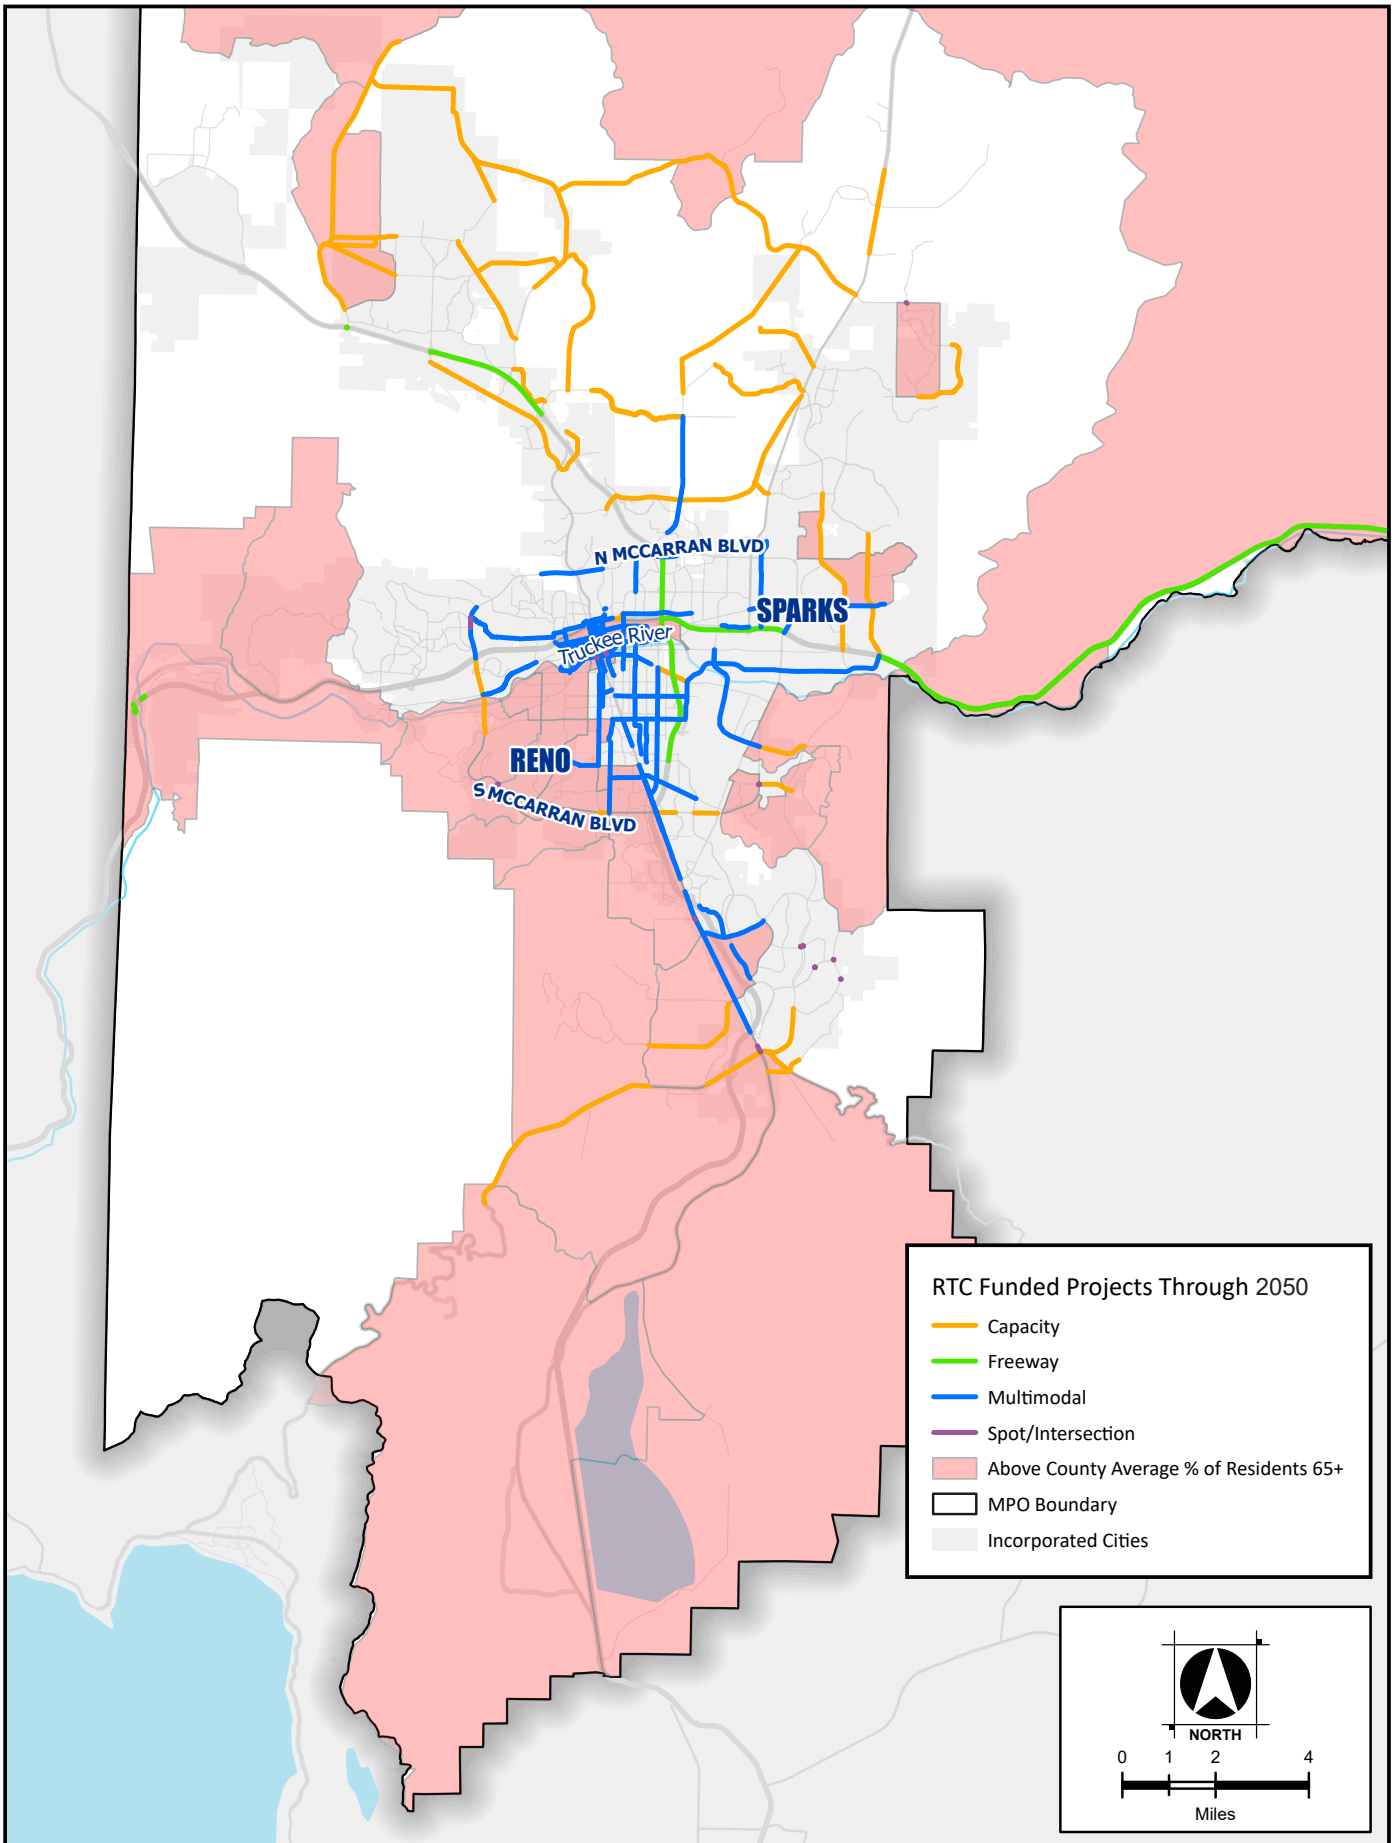 N MCCARRAN BLVD
SPARKS
Truckee River
RENO
S MCCARRAN BLVD
RTC Funded Projects Through 2050
Capacity
Freeway
Multimodal
Spot/Intersection
Above County Average % of Residents 65+
MPO Boundary
Incorporated Cities
NORTH
0 1 2 4
Miles